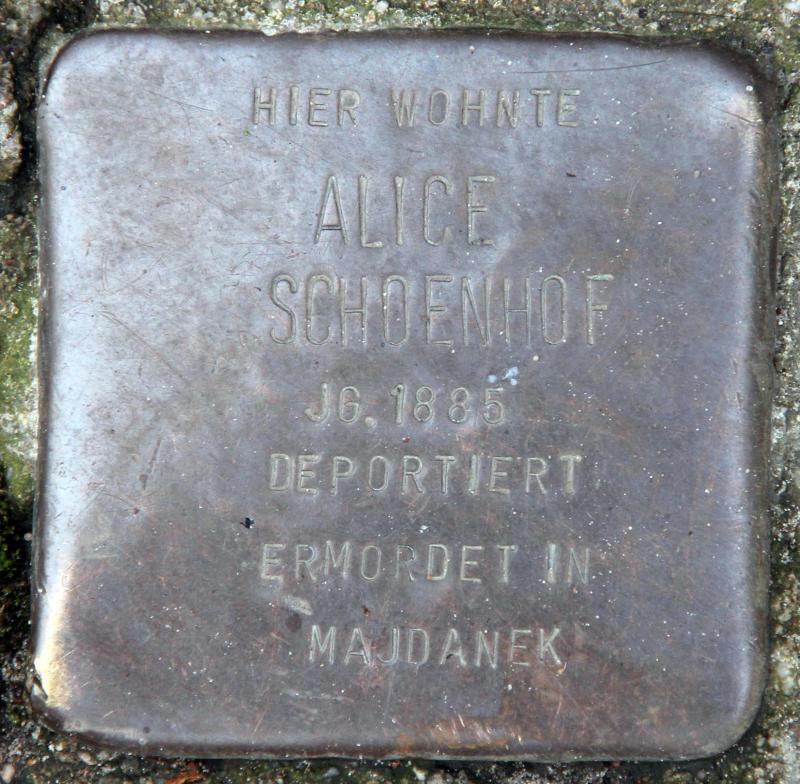 HIER WOHNTE
ALICE
SCHOENHOF
JG. 1885
DEPORTIERT
ERMORDET IN
MAJDANEK